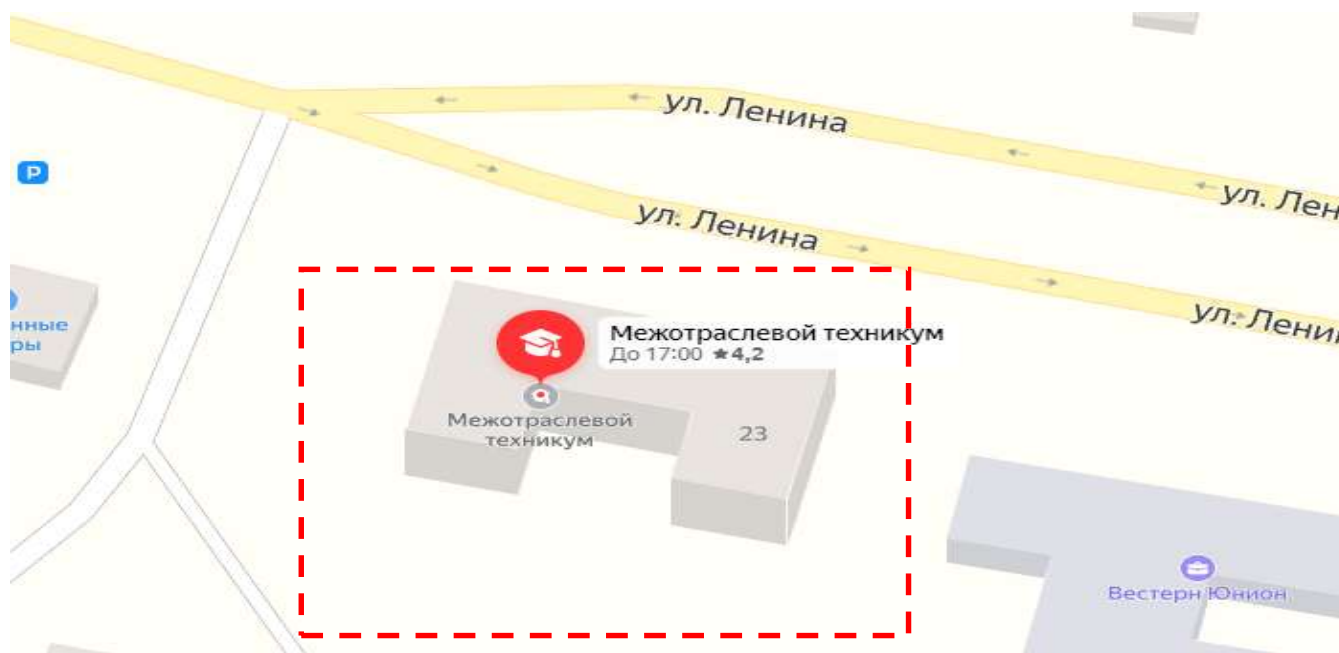 ул. Ленина
P
ул. Лен
ул. Ленина
ул. Лени
нные
ры
Межотраслевой техникум
До 17:00 ★4,2
Межотраслевой
техникум
23
Вестерн Юнион